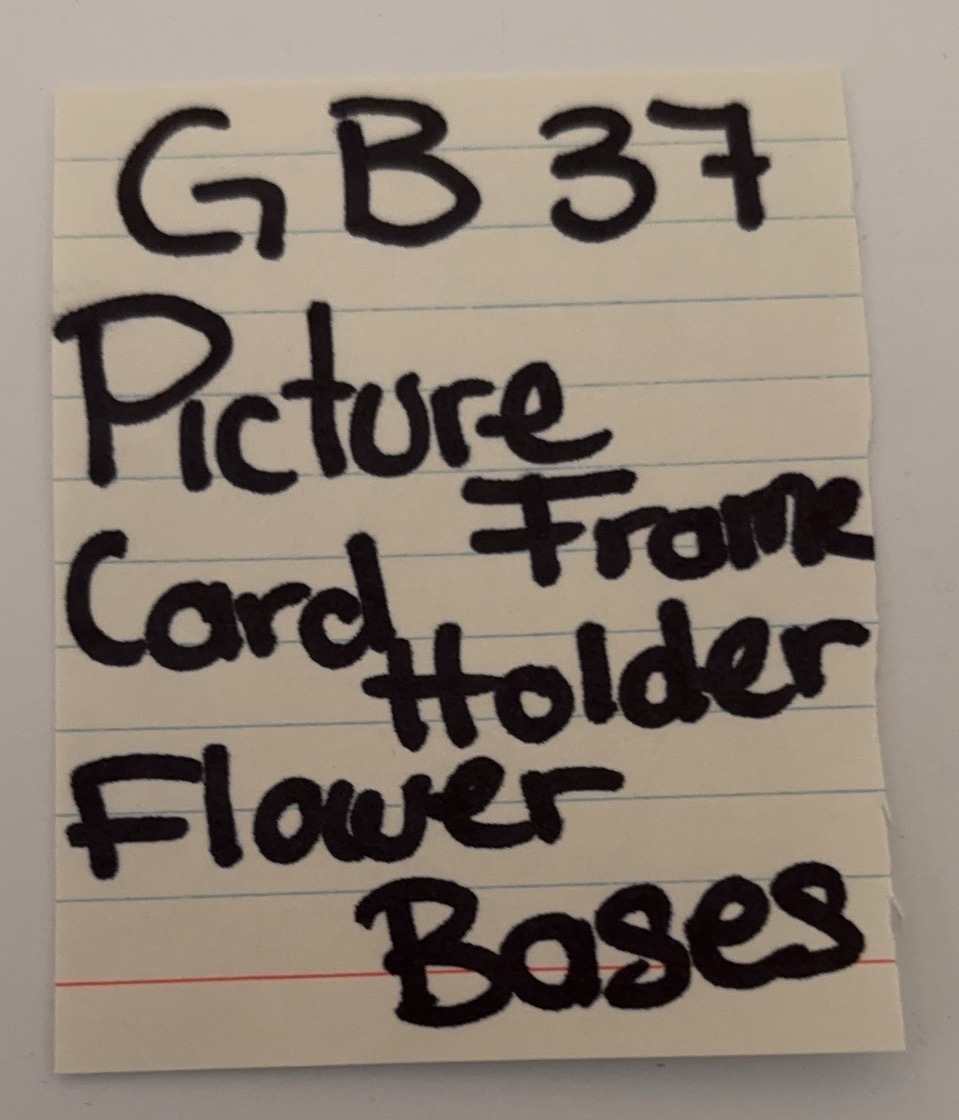 GB 37
Picture
Frame
Card
Holder
Flower
Bases